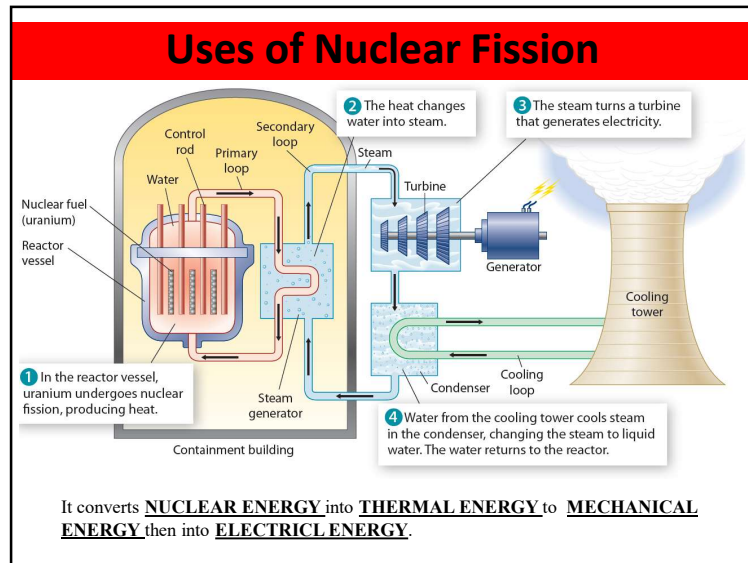 Uses of Nuclear Fission
2 The heat changes
water into steam.
3 The steam turns a turbine
that generates electricity.
Secondary
loop
Control
rod
Primary
loop
Steam
Water
Turbine
Nuclear fuel
(uranium)
Reactor
vessel
Generator
Cooling
tower
1 In the reactor vessel,
uranium undergoes nuclear
fission, producing heat.
Steam
generator
Condenser
Cooling
loop
4 Water from the cooling tower cools steam
in the condenser, changing the steam to liquid
water. The water returns to the reactor.
Containment building
It converts NUCLEAR ENERGY into THERMAL ENERGY to MECHANICAL
ENERGY then into ELECTRICL ENERGY.